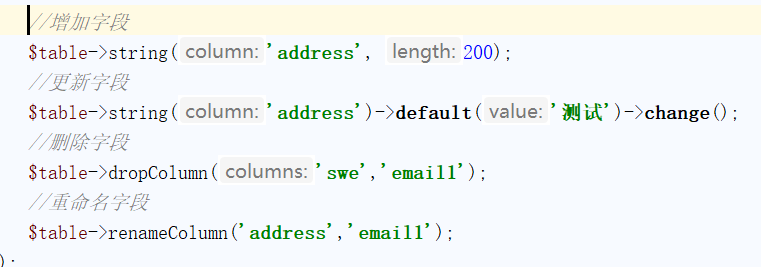 //增加字段
$table->string( column: 'address', length: 200);
//更新字段
$table->string( column: 'address')->default( value: '测试')->change();
//删除字段
$table->dropColumn( columns: 'swe','email1');
//重命名字段
$table->renameColumn('address','email1');
);